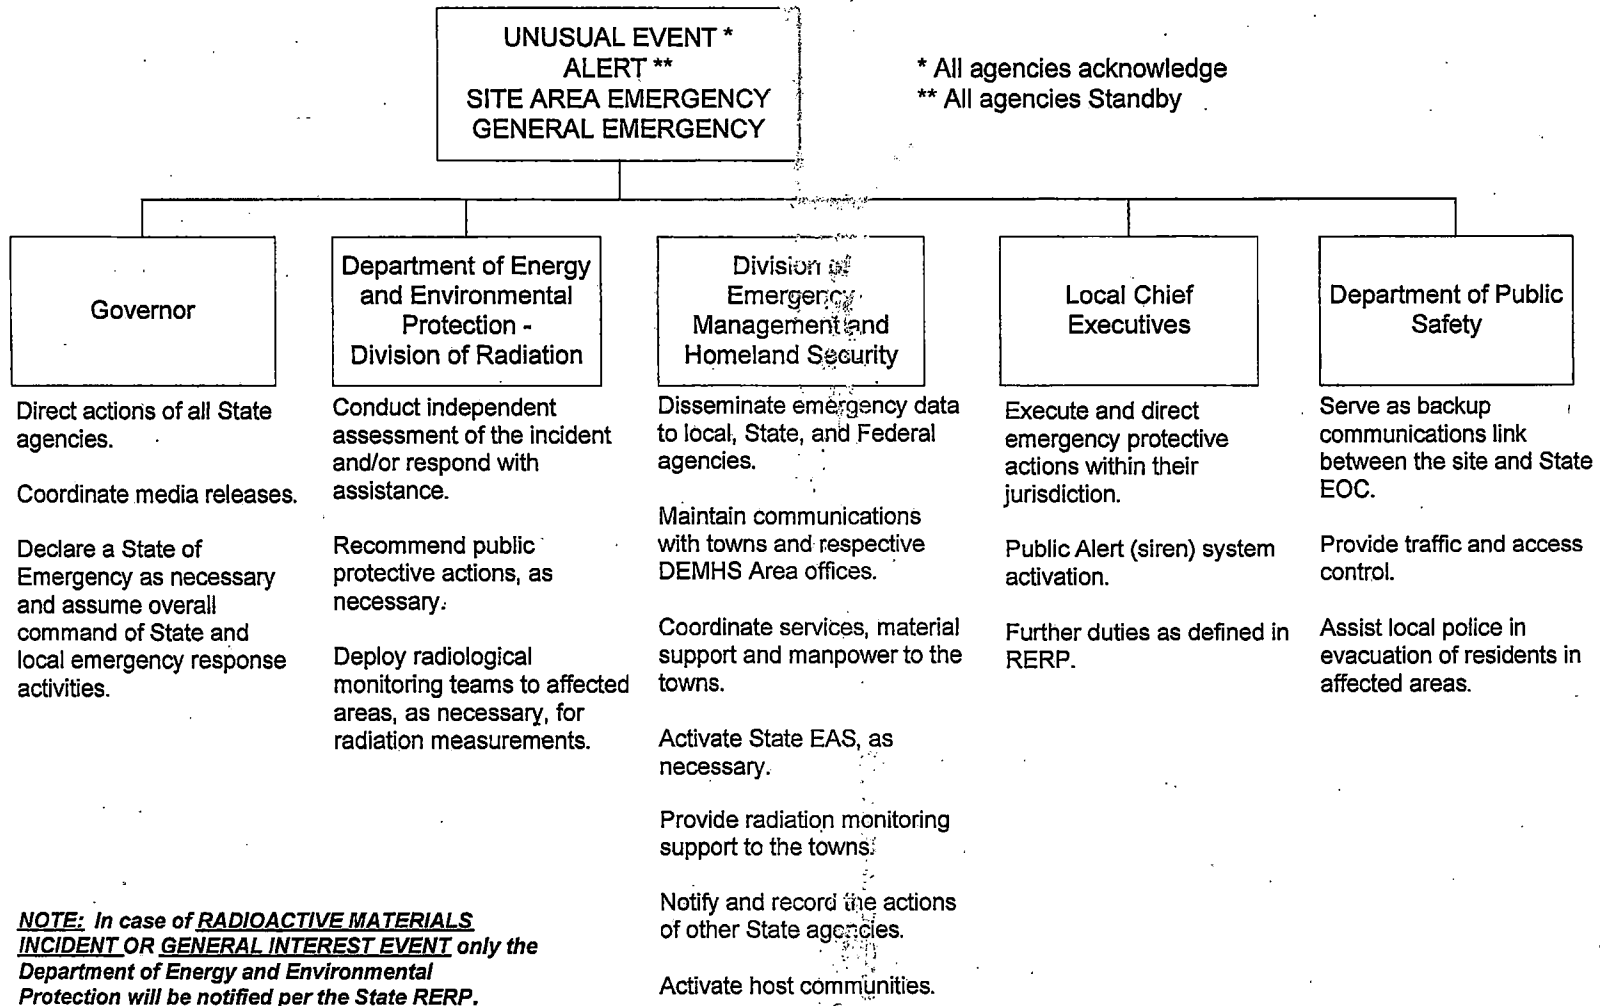 UNUSUAL EVENT *
ALERT **
SITE AREA EMERGENCY
GENERAL EMERGENCY
* All agencies acknowledge
** All agencies Standby
Governor
Direct actions of all State
agencies.
Coordinate media releases.
Declare a State of
Emergency as necessary
and assume overall
command of State and
local emergency response
activities.
Department of Energy
and Environmental
Protection -
Division of Radiation
Conduct independent
assessment of the incident
and/or respond with
assistance.
Recommend public
protective actions, as
necessary.
Deploy radiological
monitoring teams to affected
areas, as necessary, for
radiation measurements.
Division of
Emergency
Management and
Homeland Security
Disseminate emergency data
to local, State, and Federal
agencies.
Maintain communications
with towns and respective
DEMHS Area offices.
Coordinate services, material
support and manpower to the
towns.
Activate State EAS, as
necessary.
Provide radiation monitoring
support to the towns.
Notify and record the actions
of other State agencies.
Activate host communities.
Local Chief
Executives
Execute and direct
emergency protective
actions within their
jurisdiction.
Public Alert (siren) system
activation.
Further duties as defined in
RERP.
Department of Public
Safety
Serve as backup
communications link
between the site and State
EOC.
Provide traffic and access
control.
Assist local police in
evacuation of residents in
affected areas.
NOTE: In case of RADIOACTIVE MATERIALS
INCIDENT OR GENERAL INTEREST EVENT only the
Department of Energy and Environmental
Protection will be notified per the State RERP.